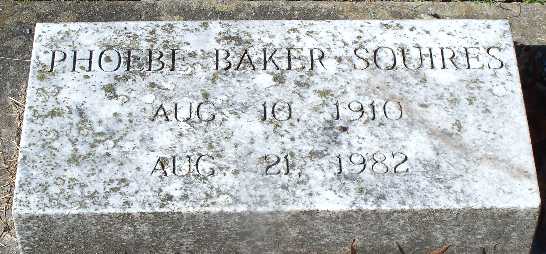 PHOEBE BAKER SQUIRES
AUG. 10, 1910
AUG. 21, 1982